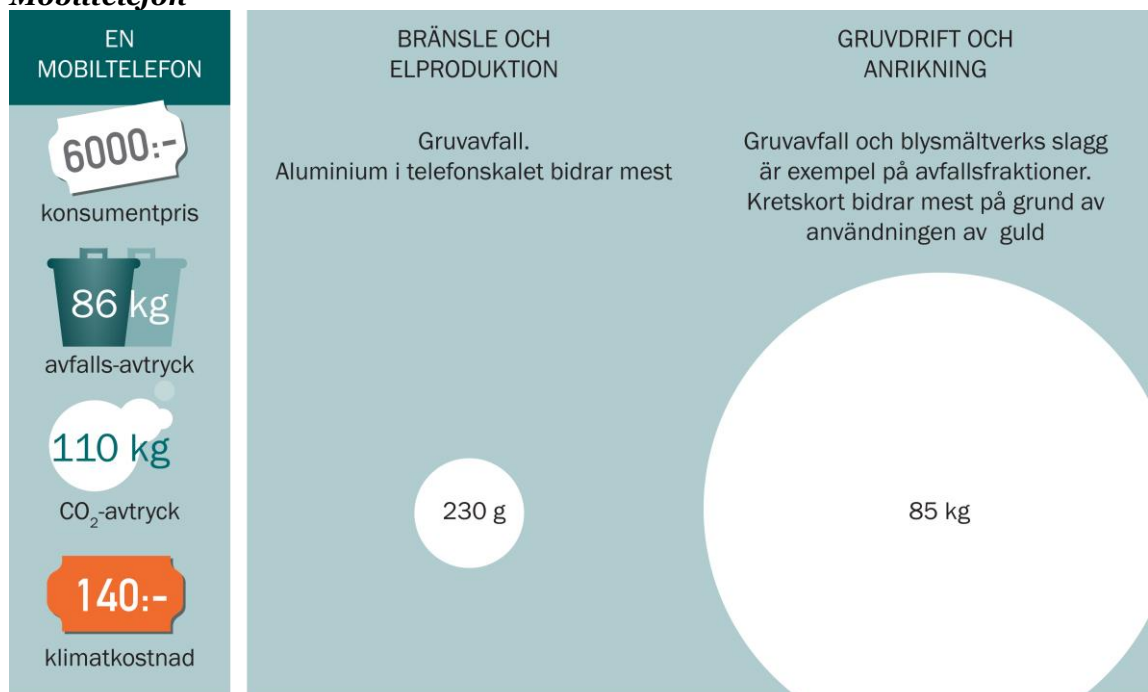 Mobiltelefon
EN
MOBILTELEFON
6000:-
konsumentpris
86 kg
avfalls-avtryck
110 kg
CO₂-avtryck
140:-
klimatkostnad
BRÄNSLE OCH
ELPRODUKTION
Gruvavfall.
Aluminium i telefonskalet bidrar mest
230 g
GRUVDRIFT OCH
ANRIKNING
Gruvavfall och blysmältverks slagg
är exempel på avfallsfraktioner.
Kretskort bidrar mest på grund av
användningen av guld
85 kg